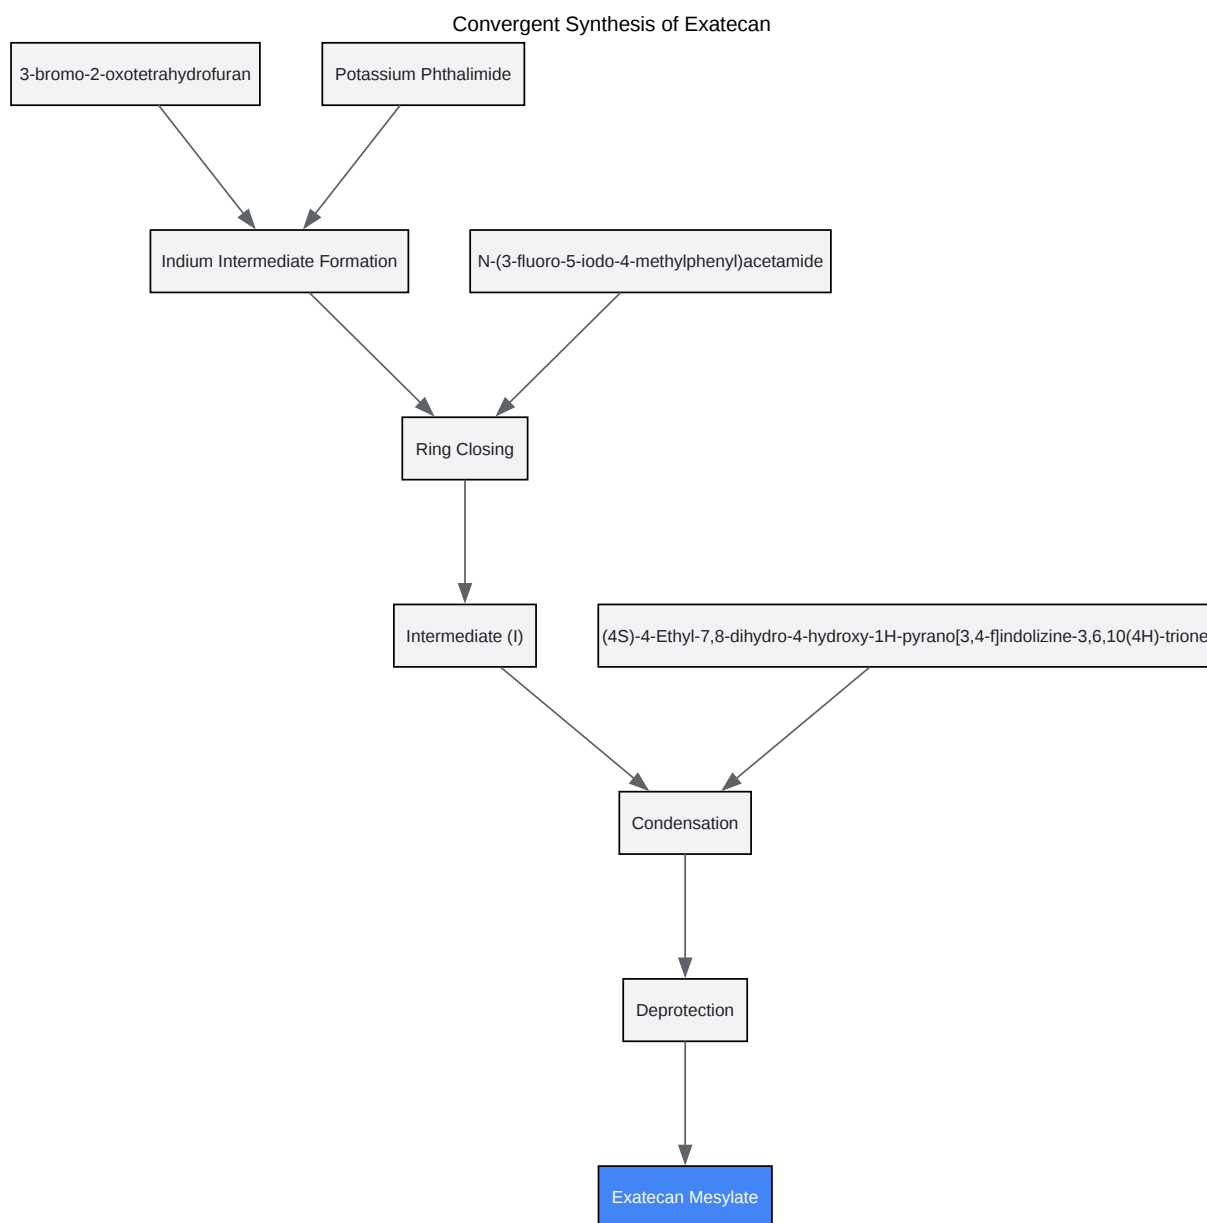 Convergent Synthesis of Exatecan
3-bromo-2-oxotetrahydrofuran
Potassium Phthalimide
Indium Intermediate Formation
N-(3-fluoro-5-iodo-4-methylphenyl)acetamide
Ring Closing
Intermediate (I)
(4S)-4-Ethyl-7,8-dihydro-4-hydroxy-1H-pyrano[3,4-f]indolizine-3,6,10(4H)-trione
Condensation
Deprotection
Exatecan Mesylate